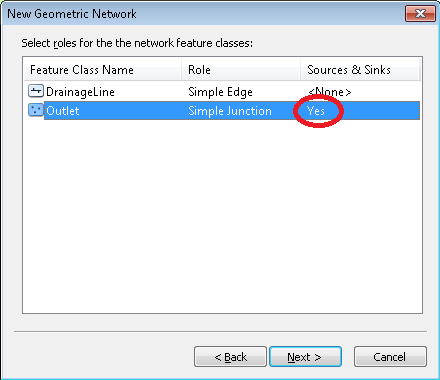 New Geometric Network
Select roles for the the network feature classes:
Feature Class Name Role Sources & Sinks
DrainageLine Simple Edge <None>
Outlet Simple Junction Yes
< Back Next > Cancel